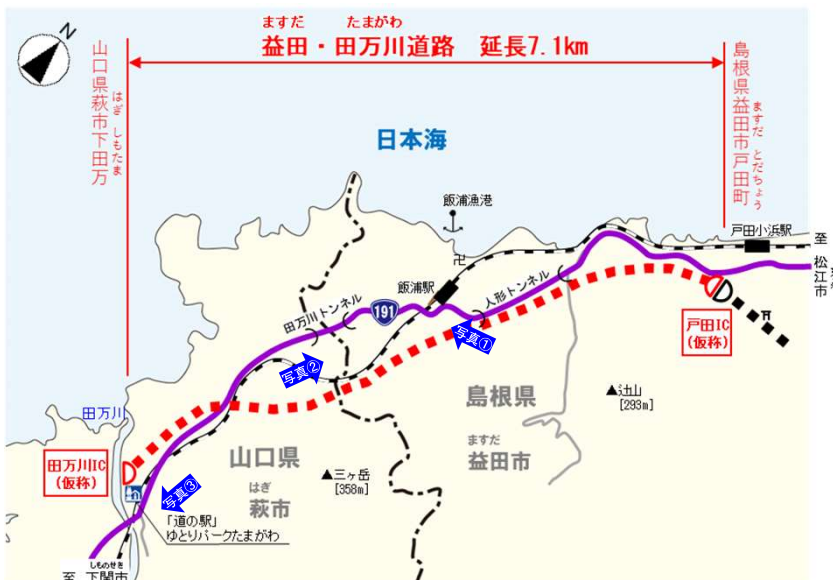 N
ますだ たまがわ
益田・田万川道路 延長7.1km
山口県萩市下田万
はぎ しもたま
島根県益田市戸田町
ますだ とだちょう
日本海
飯浦漁港
戸田小浜駅
至 松江市
飯浦駅
人形トンネル
田万川トンネル
191
写真①
写真②
戸田IC
(仮称)
島根県
▲辻山
[293m]
ますだ
益田市
田万川
田万川IC
(仮称)
山口県
▲三ヶ岳
[358m]
はぎ
萩市
写真③
「道の駅」
ゆとりパークたまがわ
しものせき
至 下関市